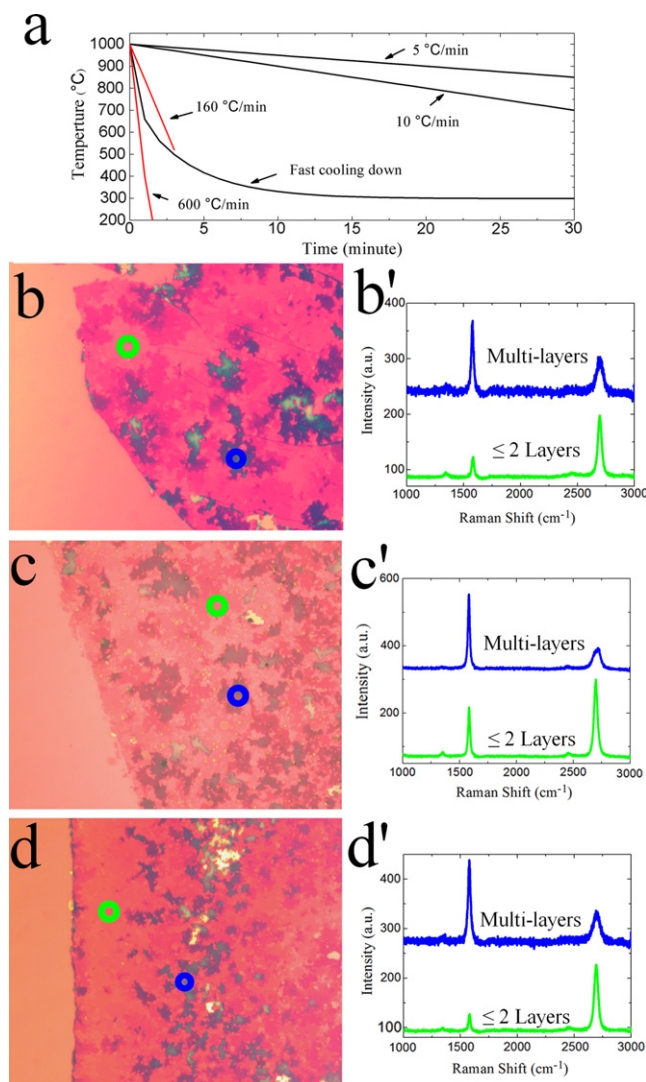 a
Temperture (°C)
1000
900
800
700
600
500
400
300
200
5 °C/min
10 °C/min
160 °C/min
Fast cooling down
600 °C/min
0 5 10 15 20 25 30
Time (minute)
b
b'
Intensity (a.u.)
400
300
200
100
Multi-layers
≤ 2 Layers
1000 1500 2000 2500 3000
Raman Shift (cm⁻¹)
c
c'
Intensity (a.u.)
600
400
200
Multi-layers
≤ 2 Layers
1000 1500 2000 2500 3000
Raman Shift (cm⁻¹)
d
d'
Intensity (a.u.)
400
300
200
100
Multi-layers
≤ 2 Layers
1000 1500 2000 2500 3000
Raman Shift (cm⁻¹)